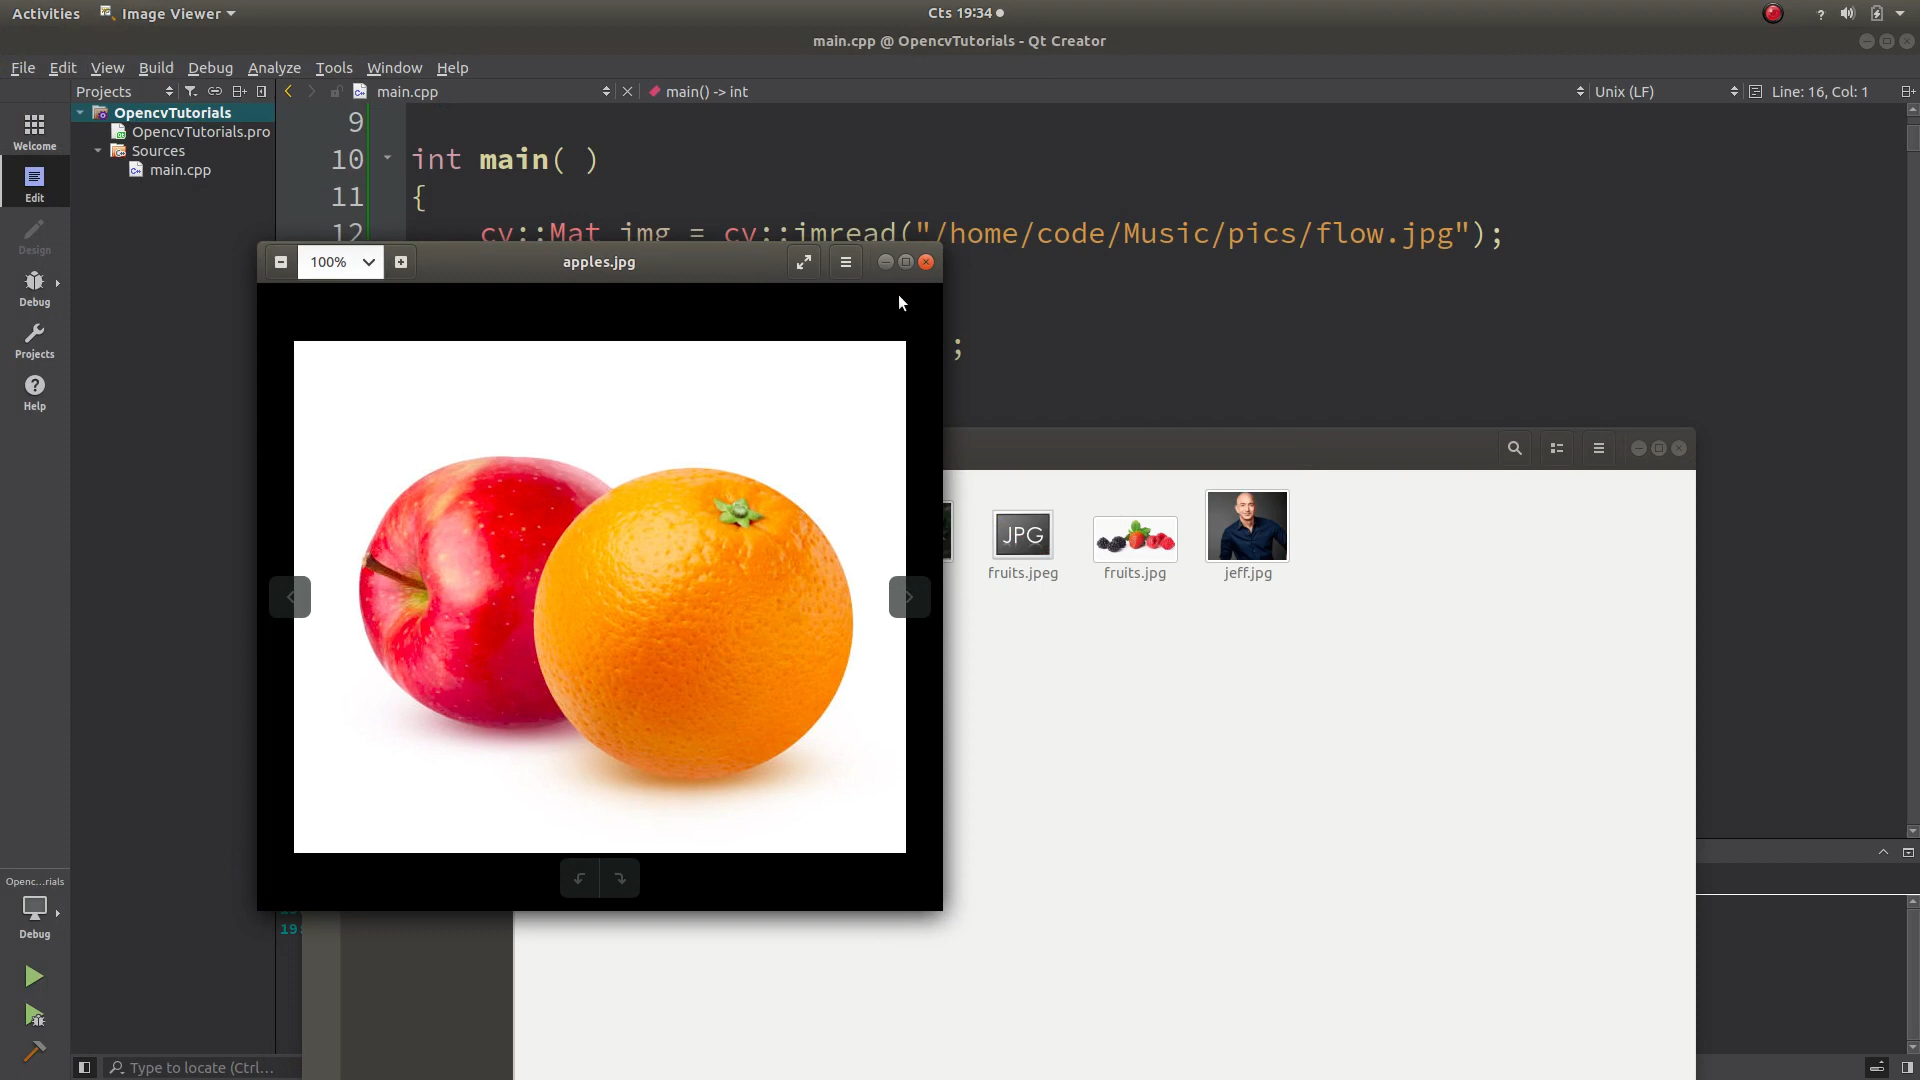 Activities Image Viewer Cts 19:34
main.cpp @ OpencvTutorials - Qt Creator
File Edit View Build Debug Analyze Tools Window Help
Projects main.cpp main() -> int Unix (LF) Line: 16, Col: 1
OpencvTutorials
OpencvTutorials.pro
Sources
main.cpp
Welcome
Edit
Design
Debug
Projects
Help
9
10 int main( )
11 {
12 cv::Mat img = cv::imread("/home/code/Music/pics/flow.jpg");
;
100% apples.jpg
JPG
fruits.jpeg fruits.jpg jeff.jpg
Openc...rials
Debug
19:
Type to locate (Ctrl...